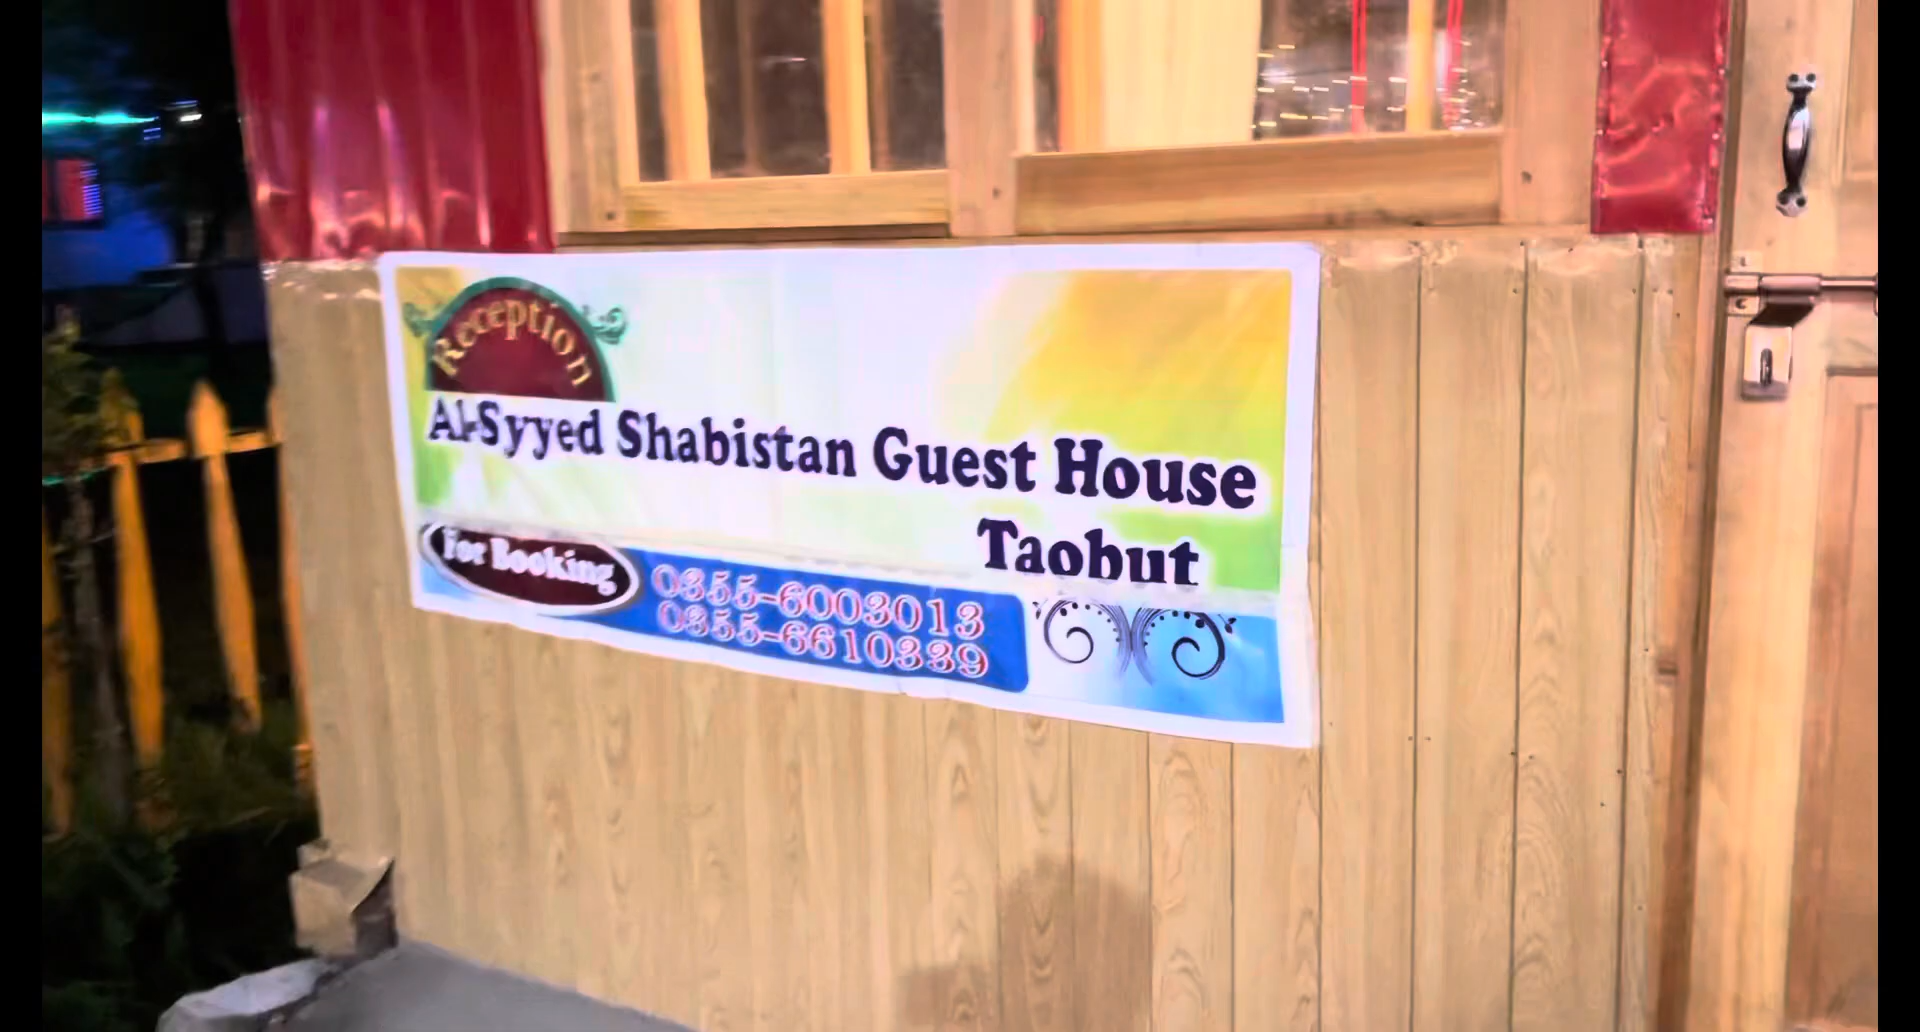 Reception
Al-Syyed Shabistan Guest House
Taobut
For Booking
0355-6003013
0355-6610339